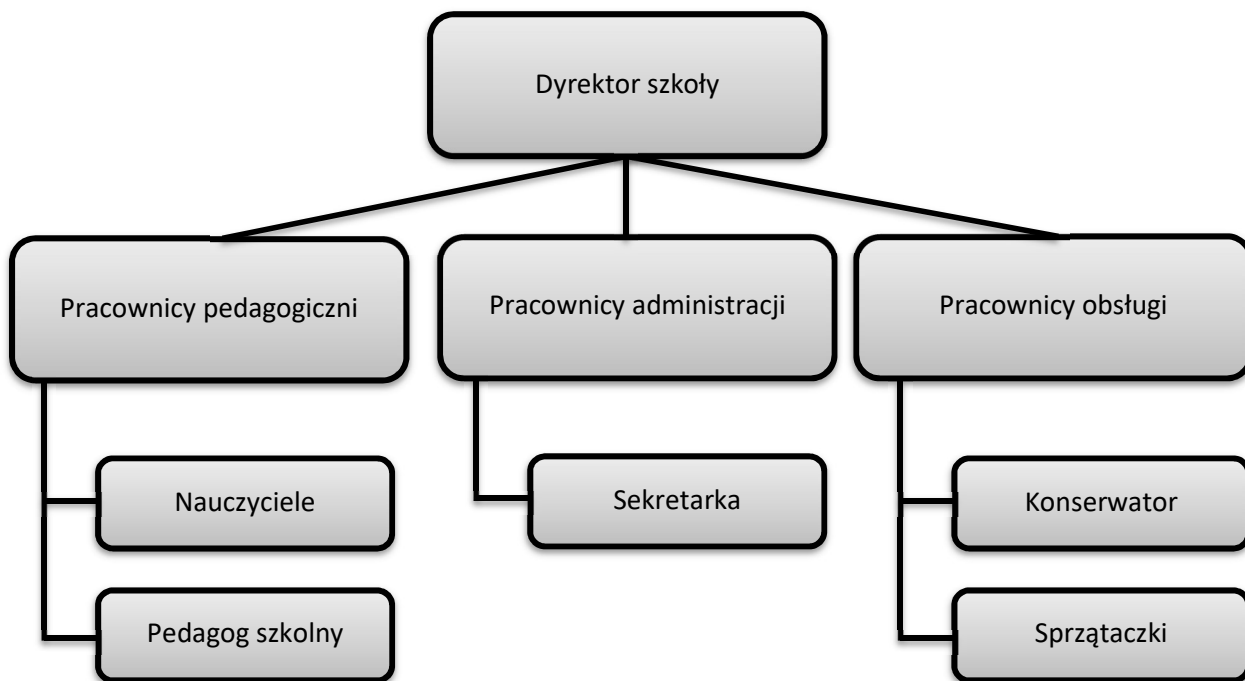 Dyrektor szkoły
Pracownicy pedagogiczni
Pracownicy administracji
Pracownicy obsługi
Nauczyciele
Sekretarka
Konserwator
Pedagog szkolny
Sprzątaczki